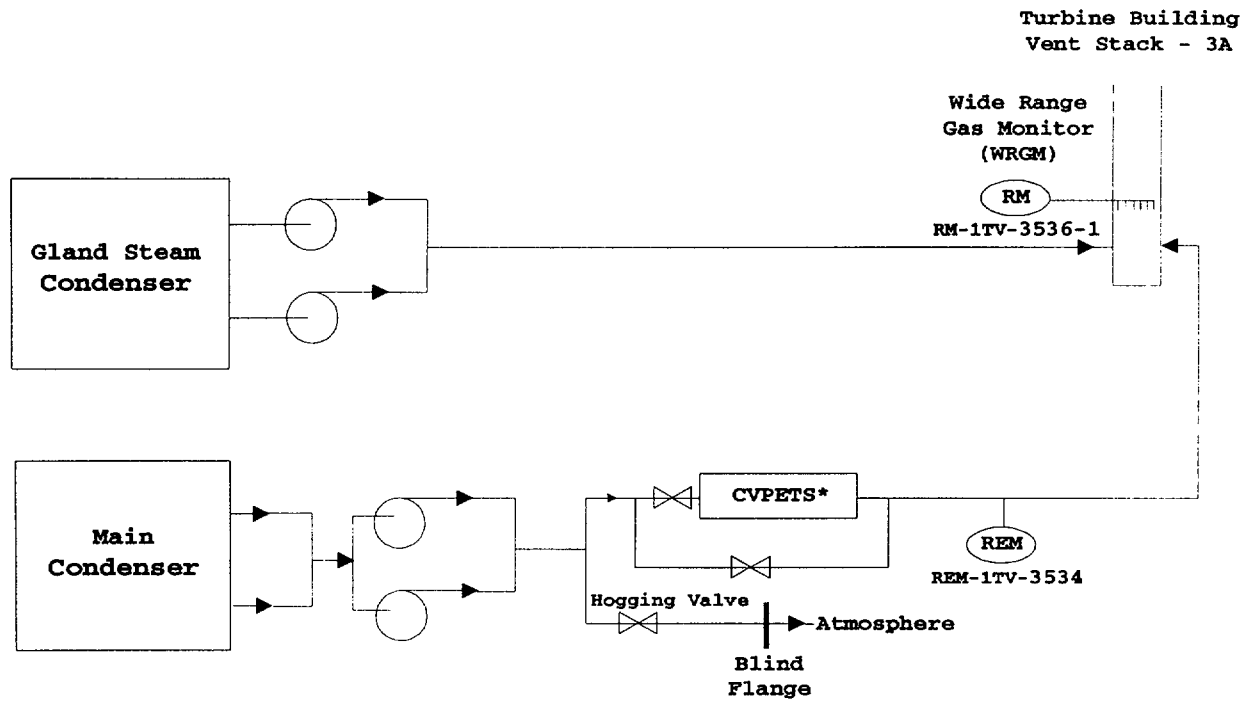 Turbine Building
Vent Stack - 3A
Wide Range
Gas Monitor
(WRGM)
RM
RM-1TV-3536-1
Gland Steam
Condenser
Main
Condenser
CVPETS*
REM
REM-1TV-3534
Hogging Valve
Atmosphere
Blind
Flange